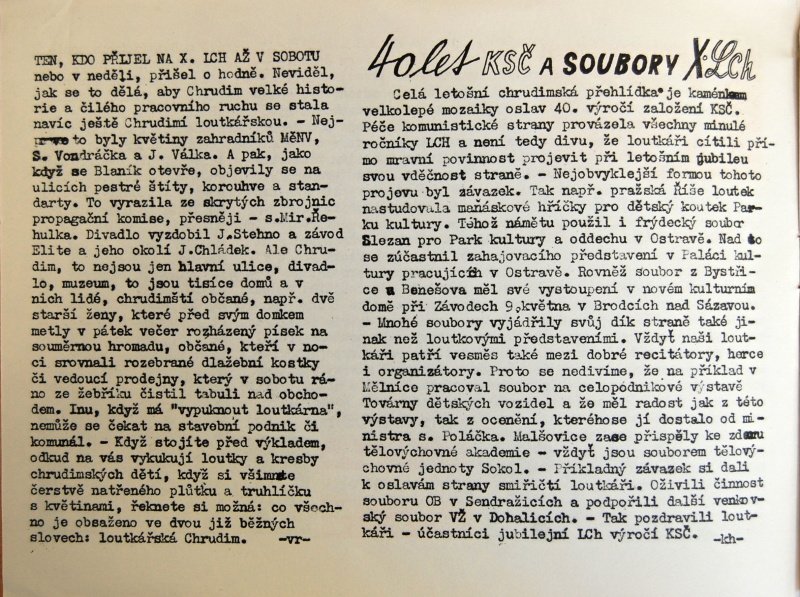 TEN, KDO PŘIJEL NA X. LCH AŽ V SOBOTU
nebo v neděli, přišel o hodně. Neviděl,
jak se to dělá, aby Chrudim velké histo-
rie a čilého pracovního ruchu se stala
navíc ještě Chrudimí loutkářskou. - Nej-
prve to byly květiny zahradníků MěNV,
S. Vondráčka a J. Válka. A pak, jako
když se Blaník otevře, objevily se na
ulicích pestré štíty, korouhve a stan-
darty. To vyrazila ze skrytých zbrojnic
propagační komise, přesněji - s.Mir.Ře-
hulka. Divadlo vyzdobil J.Stehno a závod
Elite a jeho okolí J.Chládek. Ale Chru-
dim, to nejsou jen hlavní ulice, divad-
lo, muzeum, to jsou tisíce domů a v
nich lidé, chrudimští občané, např. dvě
starší ženy, které před svým domkem
metly v pátek večer rozházený písek na
souměrnou hromadu, občané, kteří v no-
ci srovnali rozebrané dlažební kostky
či vedoucí prodejny, který v sobotu rá-
no ze žebříku čistil tabuli nad obcho-
dem. Inu, když má "vypuknout loutkárna",
nemůže se čekat na stavební podnik či
komunál. - Když stojíte před výkladem,
odkud na vás vykukují loutky a kresby
chrudimských dětí, když si všimnete
čerstvě natřeného plůtku a truhlíčku
s květinami, řeknete si možná: co všech-
no je obsaženo ve dvou již běžných
slovech: loutkářská Chrudim. -vr-
40 let KSČ A SOUBORY X. LCh
Celá letošní chrudimská přehlídka je kamínkem
velkolepé mozaiky oslav 40. výročí založení KSČ.
Péče komunistické strany provázela všechny minulé
ročníky LCH a není tedy divu, že loutkáři cítili pří-
mo mravní povinnost projevit při letošním jubileu
svou vděčnost straně. - Nejobvyklejší formou tohoto
projevu byl závazek. Tak např. pražská Říše loutek
nastudovala maňáskové hříčky pro dětský koutek Par-
ku kultury. Téhož námětu použil i frýdecký soubor
Slezan pro Park kultury a oddechu v Ostravě. Nad to
se zúčastnil zahajovacího představení v Paláci kul-
tury pracujících v Ostravě. Rovněž soubor z Bystři-
ce u Benešova měl své vystoupení v novém kulturním
domě při Závodech 9.května v Brodcích nad Sázavou.
- Mnohé soubory vyjádřily svůj dík straně také ji-
nak než loutkovými představeními. Vždyť naši lout-
káři patří vesměs také mezi dobré recitátory, herce
i organizátory. Proto se nedivíme, že na příklad v
Mělnice pracoval soubor na celopodnikové výstavě
Továrny dětských vozidel a že měl radost jak z této
výstavy, tak z ocenění, kteréhose jí dostalo od mi-
nistra s. Poláčka. Malšovice zase přispěly ke zdaru
tělovýchovné akademie - vždyť jsou souborem tělový-
chovné jednoty Sokol. - Příkladný závazek si dali
k oslavám strany smiřičtí loutkáři. Oživili činnost
souboru OB v Sendražicích a podpořili další venkov-
ský soubor VŽ v Dohalicích. - Tak pozdravili lout-
káři - účastníci jubilejní LCh výročí KSČ. -kh-